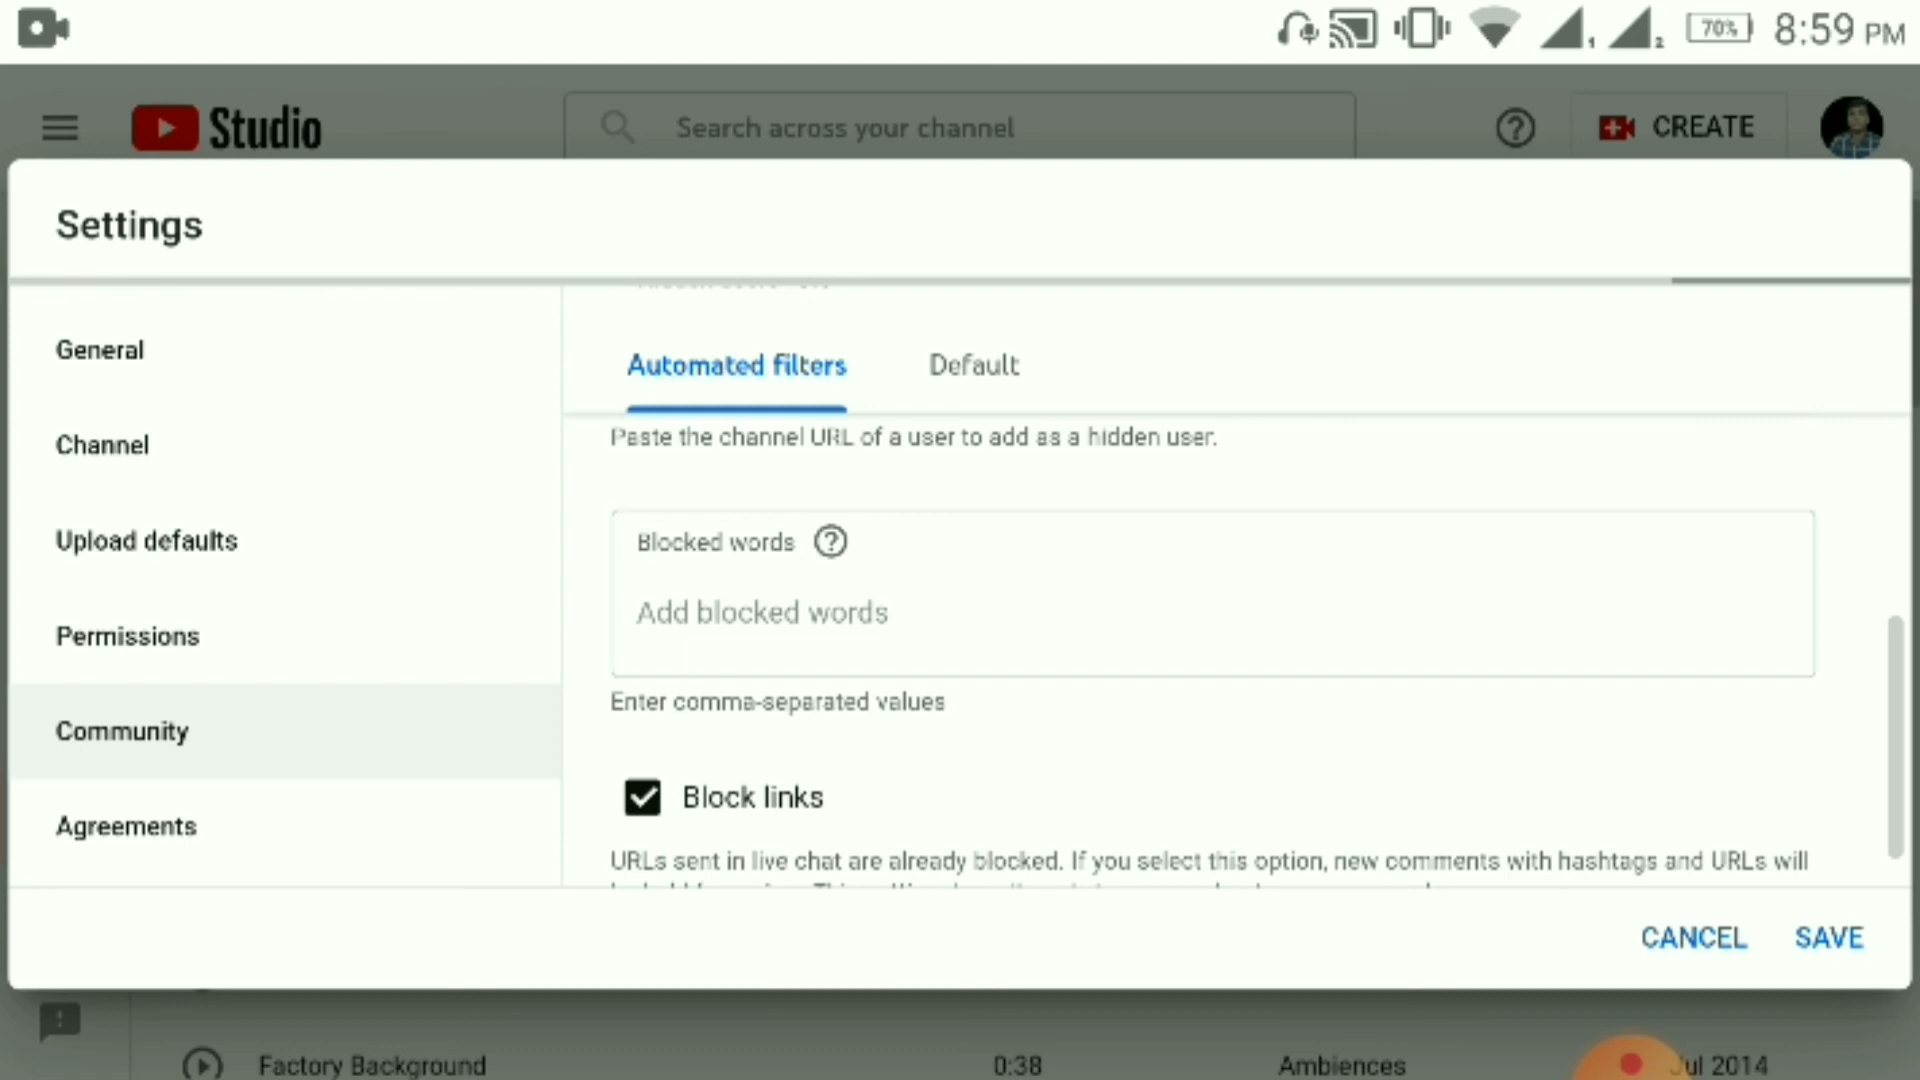 70% 8:59 PM
Studio
Search across your channel
CREATE
Settings
General
Channel
Upload defaults
Permissions
Community
Agreements
Automated filters
Default
Paste the channel URL of a user to add as a hidden user.
Blocked words
Add blocked words
Enter comma-separated values
Block links
URLs sent in live chat are already blocked. If you select this option, new comments with hashtags and URLs will
CANCEL
SAVE
Factory Background 0:38 Ambiences Jul 2014